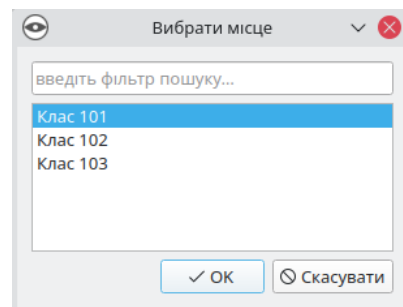 Вибрати місце
введіть фільтр пошуку...
Клас 101
Клас 102
Клас 103
OK
Скасувати